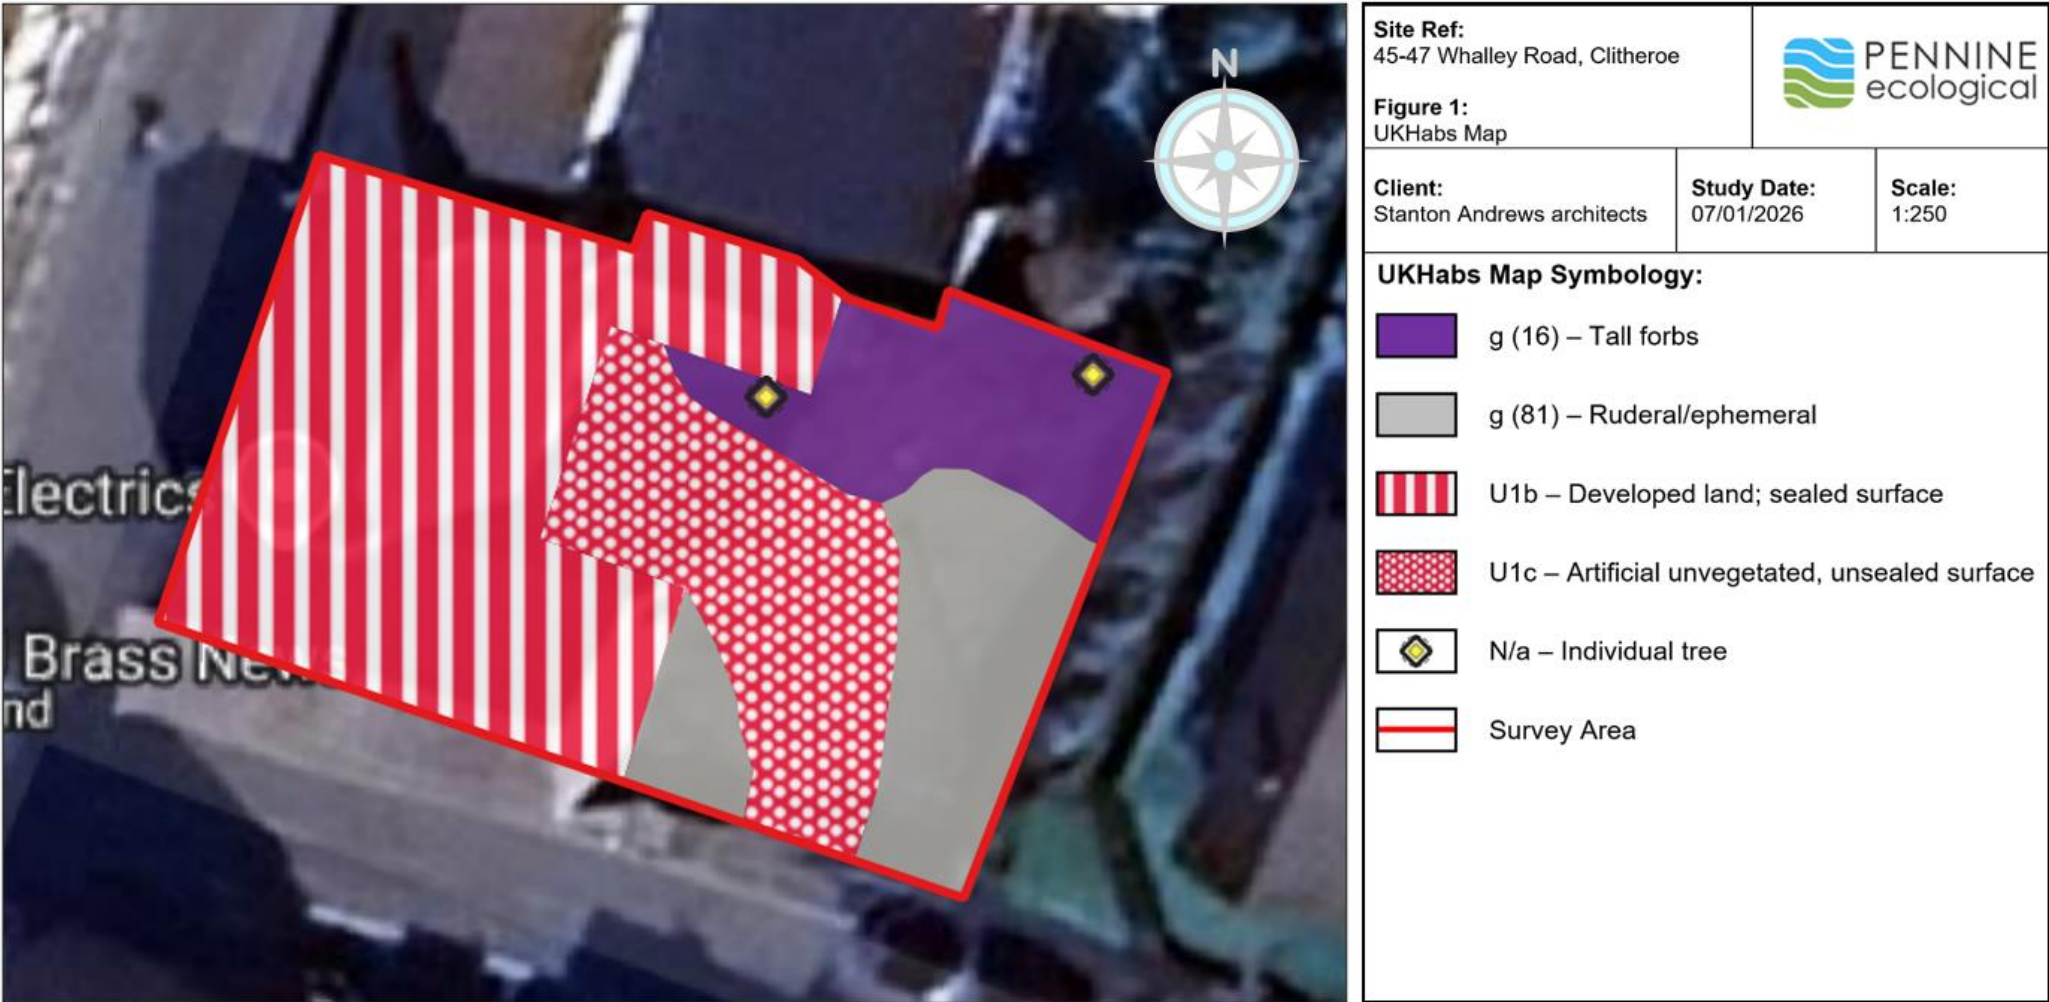 N
Electrics
Brass News
nd
Site Ref:
45-47 Whalley Road, Clitheroe
Figure 1:
UKHabs Map
PENNINE
ecological
Client:
Stanton Andrews architects
Study Date:
07/01/2026
Scale:
1:250
UKHabs Map Symbology:
g (16) – Tall forbs
g (81) – Ruderal/ephemeral
U1b – Developed land; sealed surface
U1c – Artificial unvegetated, unsealed surface
N/a – Individual tree
Survey Area